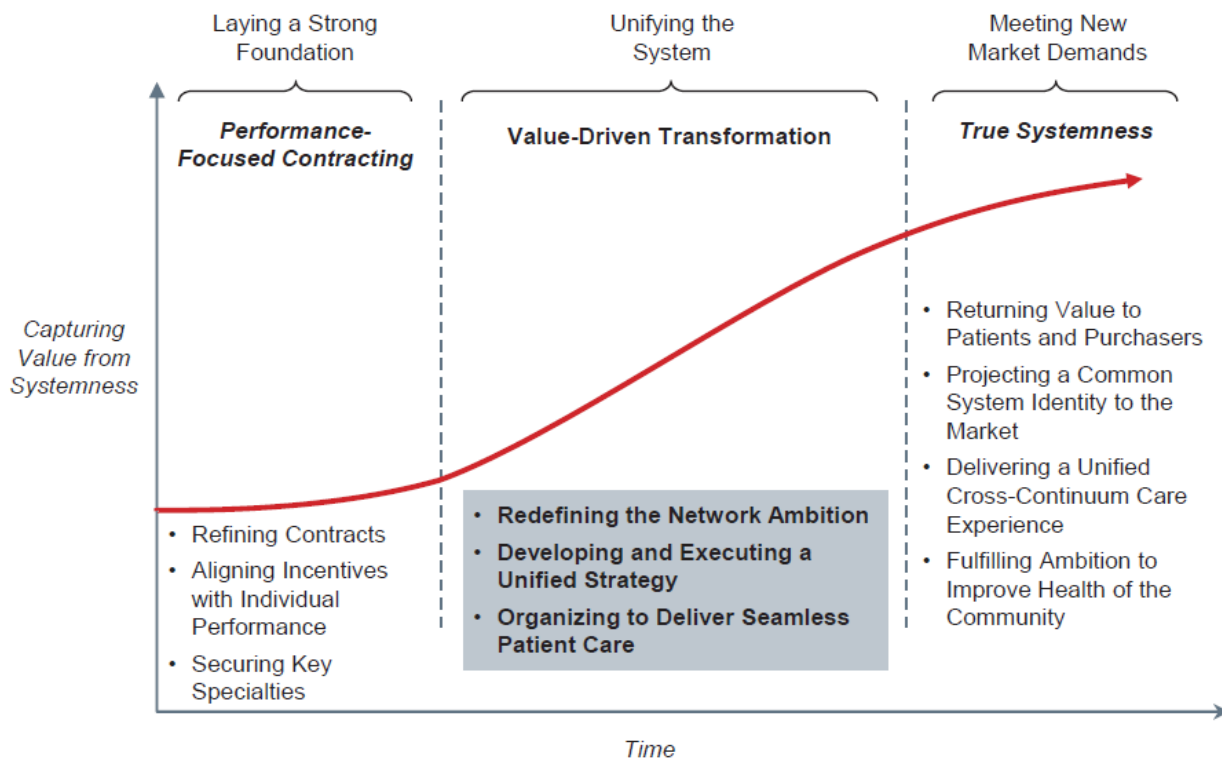 Laying a Strong
Foundation
Unifying the
System
Meeting New
Market Demands
Performance-
Focused Contracting
Value-Driven Transformation
True Systemness
Capturing
Value from
Systemness
• Refining Contracts
• Aligning Incentives
with Individual
Performance
• Securing Key
Specialties
• Redefining the Network Ambition
• Developing and Executing a
Unified Strategy
• Organizing to Deliver Seamless
Patient Care
• Returning Value to
Patients and Purchasers
• Projecting a Common
System Identity to the
Market
• Delivering a Unified
Cross-Continuum Care
Experience
• Fulfilling Ambition to
Improve Health of the
Community
Time